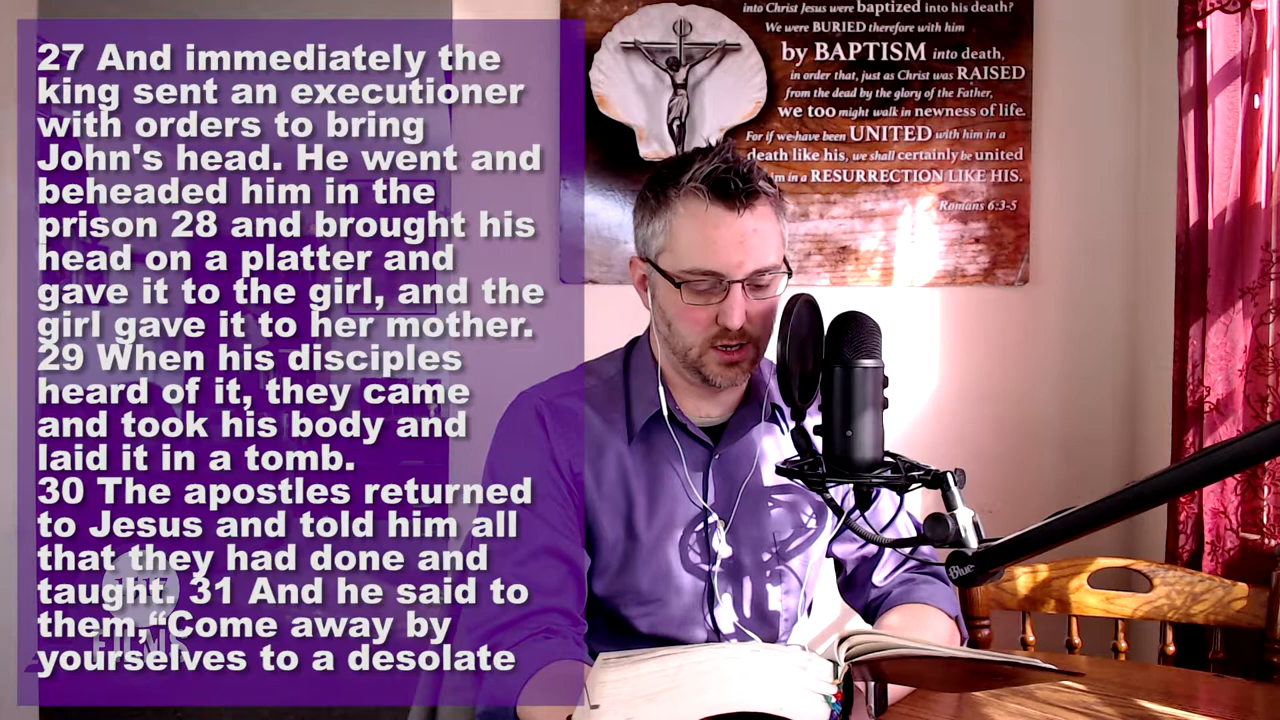 27 And immediately the
king sent an executioner
with orders to bring
John's head. He went and
beheaded him in the
prison 28 and brought his
head on a platter and
gave it to the girl, and the
girl gave it to her mother.
29 When his disciples
heard of it, they came
and took his body and
laid it in a tomb.
30 The apostles returned
to Jesus and told him all
that they had done and
taught. 31 And he said to
them, “Come away by
yourselves to a desolate
FILMS
into Christ Jesus were baptized into his death?
We were BURIED therefore with him
by BAPTISM into death,
in order that, just as Christ was RAISED
from the dead by the glory of the Father,
we too might walk in newness of life.
For if we have been UNITED with him in a
death like his, we shall certainly be united
in a RESURRECTION LIKE HIS.
Romans 6:3-5
Blue